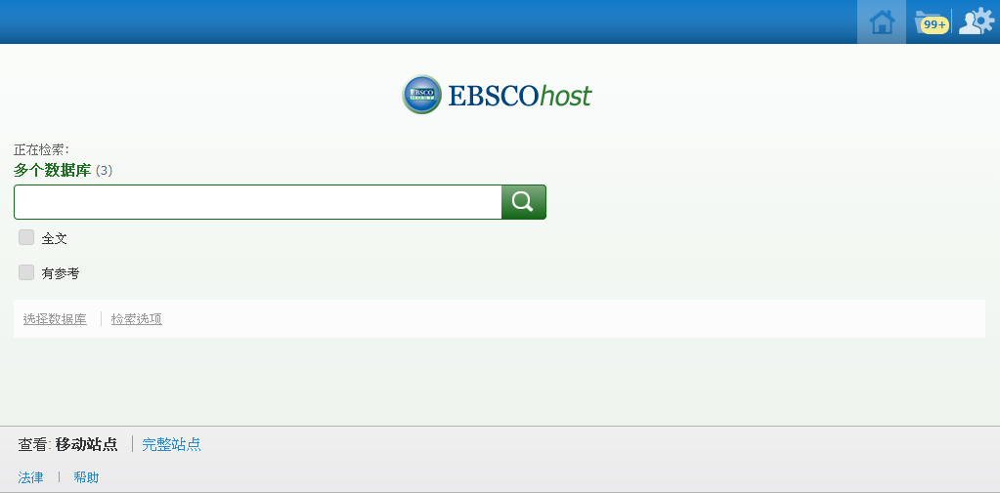 99+
EBSCO
HOST
EBSCOhost
正在检索：
多个数据库 (3)
全文
有参考
选择数据库 | 检索选项
查看: 移动站点 | 完整站点
法律 | 帮助